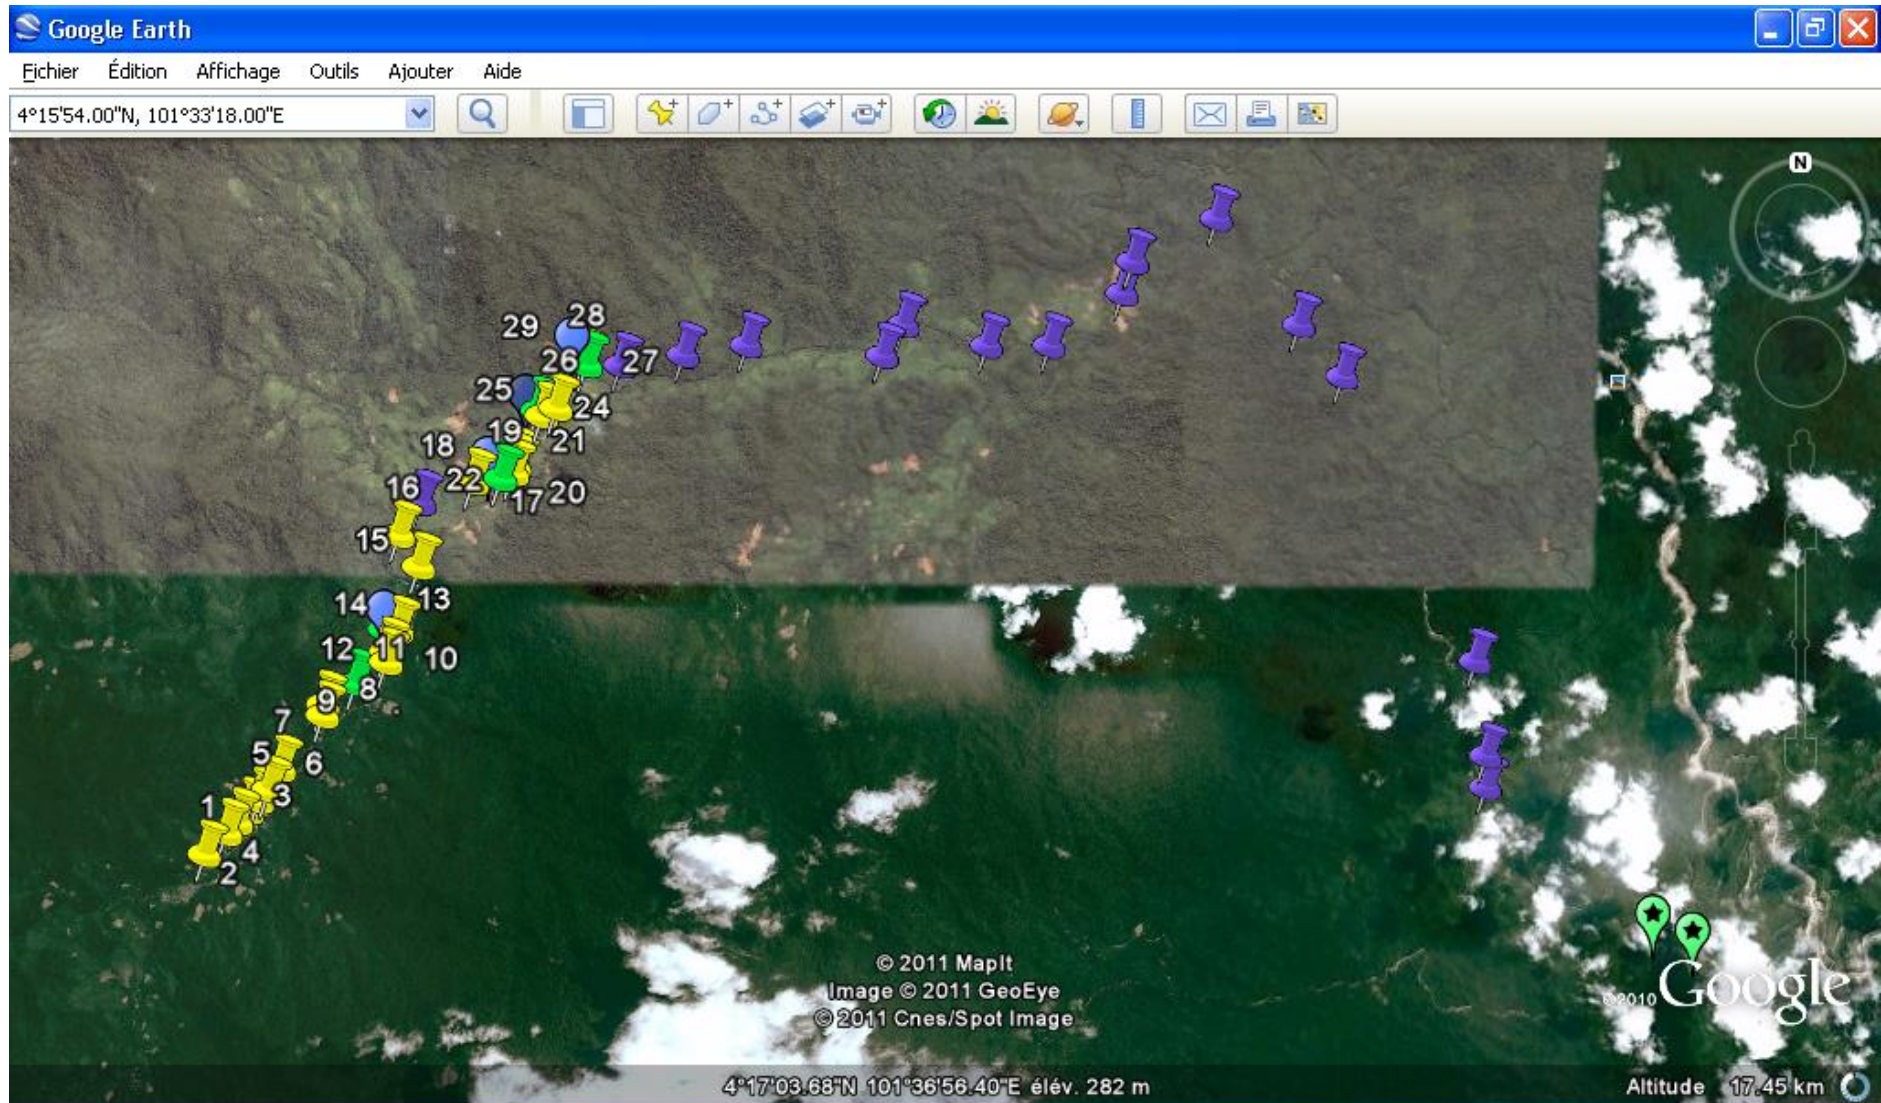 Google Earth
Fichier Édition Affichage Outils Ajouter Aide
4°15'54.00"N, 101°33'18.00"E
N
29 28
26 27
25 24
18 19 21
16 22 17 20
15
14 13
12 11 10
9 8
7
5 6
1 3
4
2
© 2011 MapIt
Image © 2011 GeoEye
© 2011 Cnes/Spot Image
©2010 Google
4°17'03.68"N 101°36'56.40"E élév. 282 m
Altitude 17.45 km